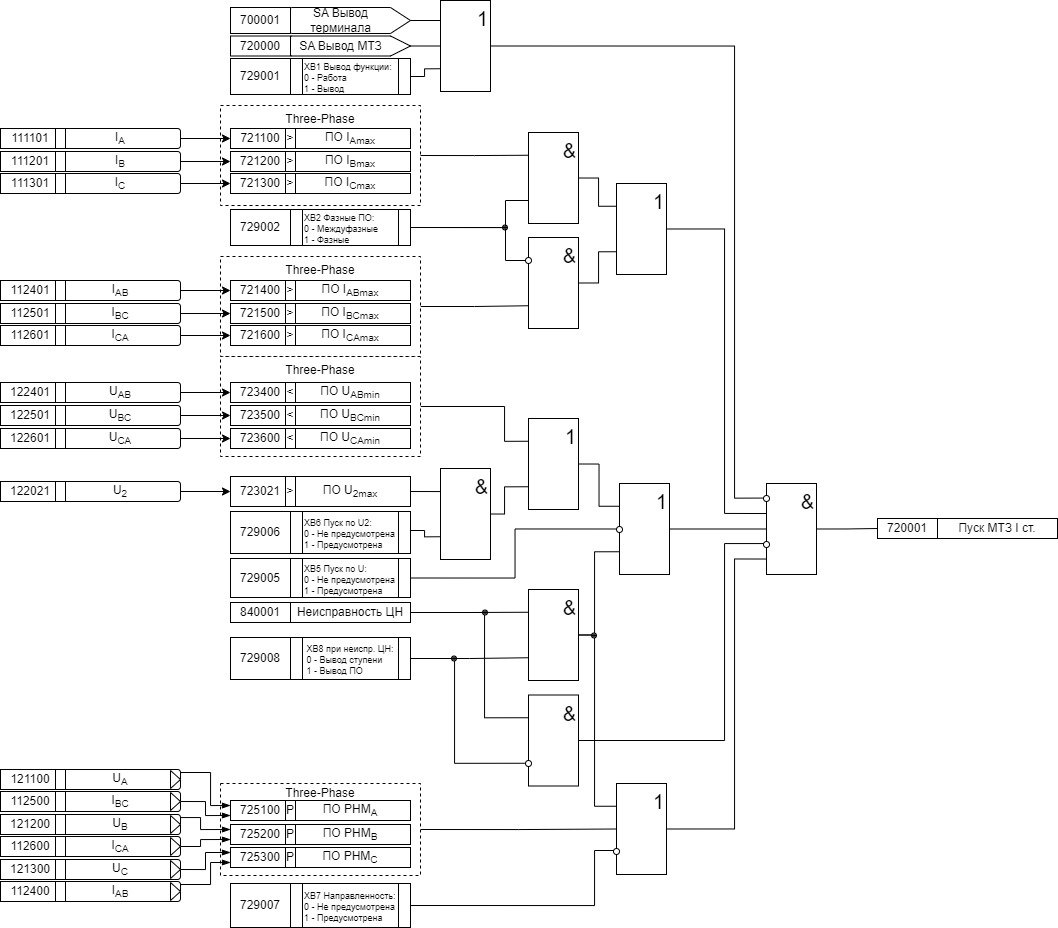 700001 SA Вывод терминала
720000 SA Вывод МТЗ
729001 XB1 Вывод функции:
0 - Работа
1 - Вывод
1
Three-Phase
111101 IA 721100 > ПО IAmax
111201 IB 721200 > ПО IBmax
111301 IC 721300 > ПО ICmax
&
1
729002 XB2 Фазные ПО:
0 - Междуфазные
1 - Фазные
&
Three-Phase
112401 IAB 721400 > ПО IABmax
112501 IBC 721500 > ПО IBCmax
112601 ICA 721600 > ПО ICAmax
Three-Phase
122401 UAB 723400 < ПО UABmin
122501 UBC 723500 < ПО UBCmin
122601 UCA 723600 < ПО UCAmin
1
122021 U2 723021 > ПО U2max
&
1
&
729006 XB6 Пуск по U2:
0 - Не предусмотрена
1 - Предусмотрена
720001 Пуск МТЗ I ст.
729005 XB5 Пуск по U:
0 - Не предусмотрена
1 - Предусмотрена
840001 Неисправность ЦН
&
729008 XB8 при неиспр. ЦН:
0 - Вывод ступени
1 - Вывод ПО
&
121100 UA
112500 IBC
121200 UB
112600 ICA
121300 UC
112400 IAB
Three-Phase
725100 P ПО РНМA
725200 P ПО РНМB
725300 P ПО РНМC
1
729007 XB7 Направленность:
0 - Не предусмотрена
1 - Предусмотрена